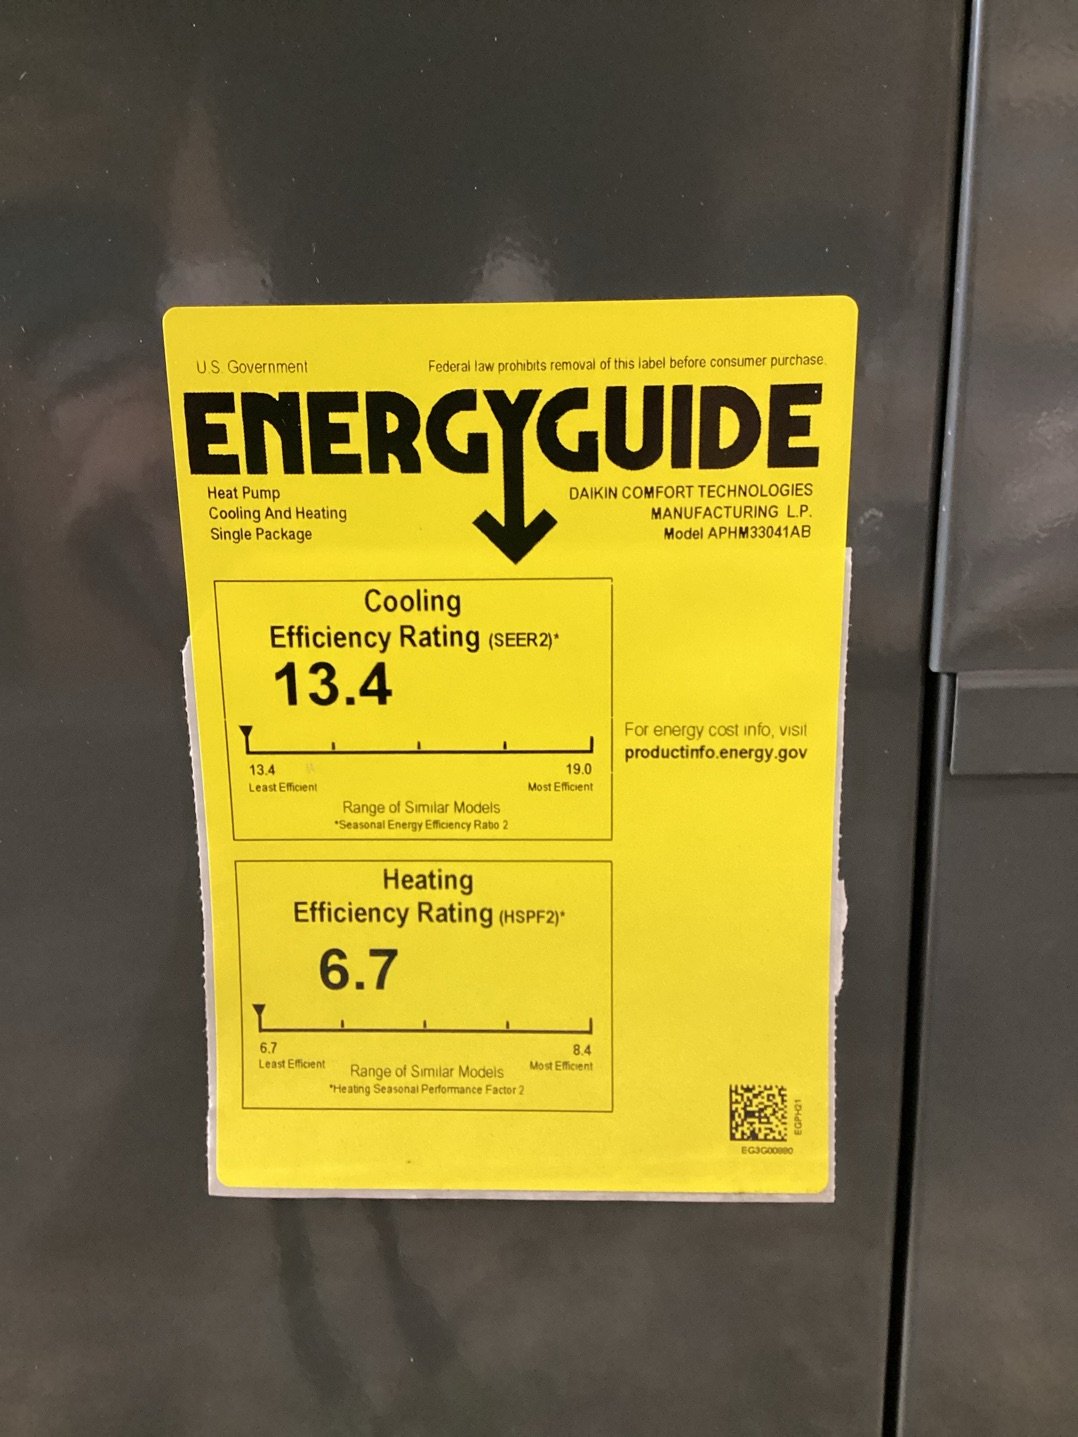 U.S. Government
Federal law prohibits removal of this label before consumer purchase.
ENERGYGUIDE
Heat Pump
Cooling And Heating
Single Package
DAIKIN COMFORT TECHNOLOGIES
MANUFACTURING L.P.
Model APHM33041AB
Cooling
Efficiency Rating (SEER2)*
13.4
13.4
19.0
Least Efficient
Most Efficient
Range of Similar Models
*Seasonal Energy Efficiency Ratio 2
For energy cost info, visit
productinfo.energy.gov
Heating
Efficiency Rating (HSPF2)*
6.7
6.7
8.4
Least Efficient
Most Efficient
Range of Similar Models
*Heating Seasonal Performance Factor 2
EGPH21
EG3G00980